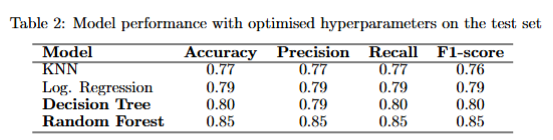 Table 2: Model performance with optimised hyperparameters on the test set
Model Accuracy Precision Recall F1-score
KNN 0.77 0.77 0.77 0.76
Log. Regression 0.79 0.79 0.79 0.79
Decision Tree 0.80 0.79 0.80 0.80
Random Forest 0.85 0.85 0.85 0.85